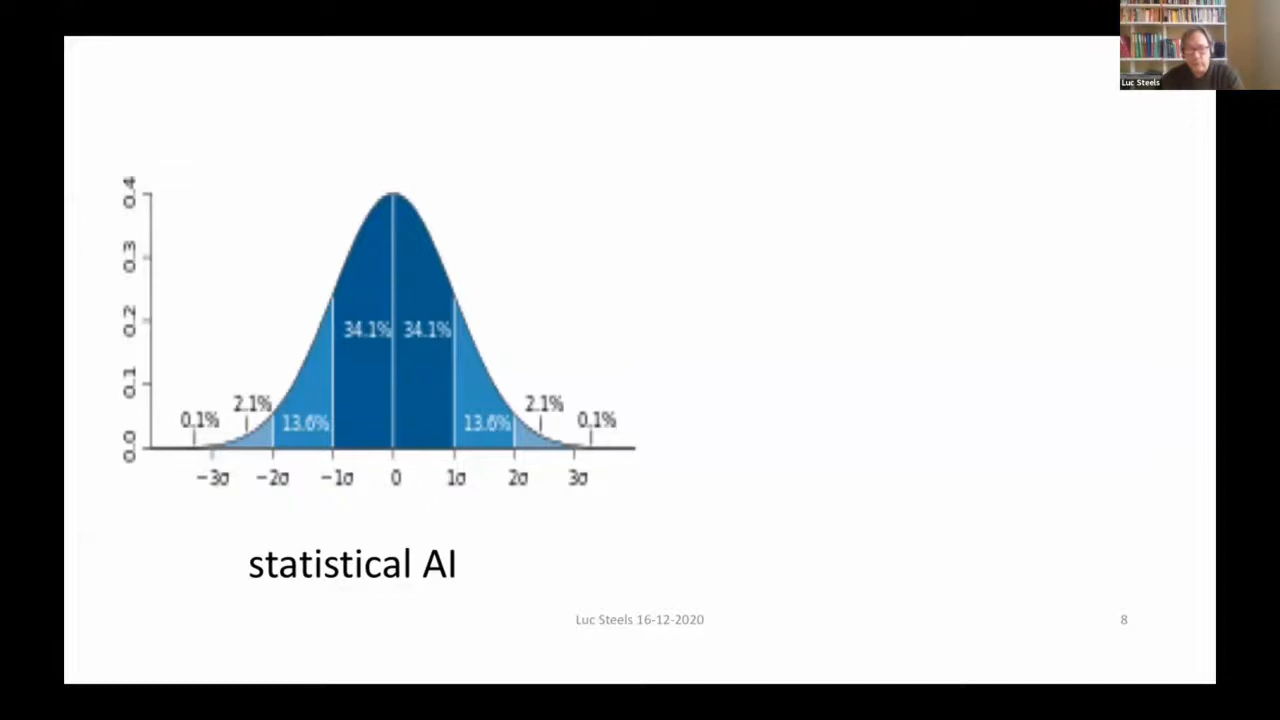 Luc Steels
0.4
0.3
0.2
0.1
0.0
34.1% 34.1%
0.1% 2.1% 13.6% 13.6% 2.1% 0.1%
−3σ −2σ −1σ 0 1σ 2σ 3σ
statistical AI
Luc Steels 16-12-2020 8